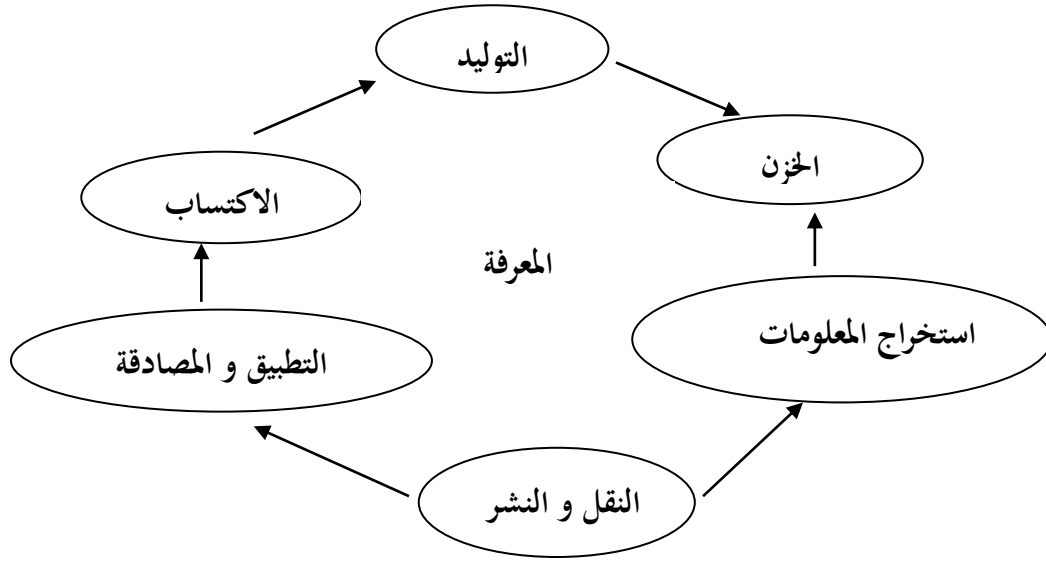 التوليد
الخزن
الاكتساب
المعرفة
استخراج المعلومات
التطبيق و المصادقة
النقل و النشر